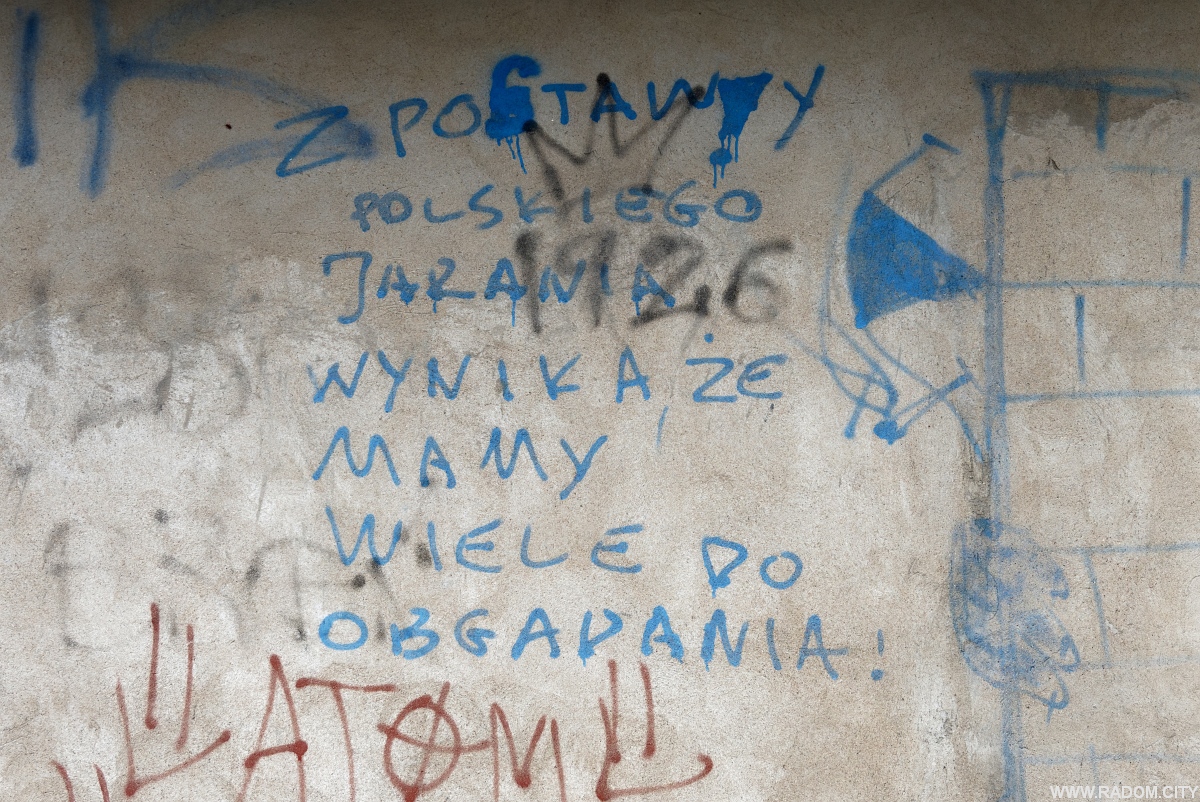 Z POSTAWY
POLSKIEGO
1926
JARANIA
WYNIKA, ŻE
MAMY
WIELE DO
OBGADANIA!
ATOM
WWW.RADOM.CITY